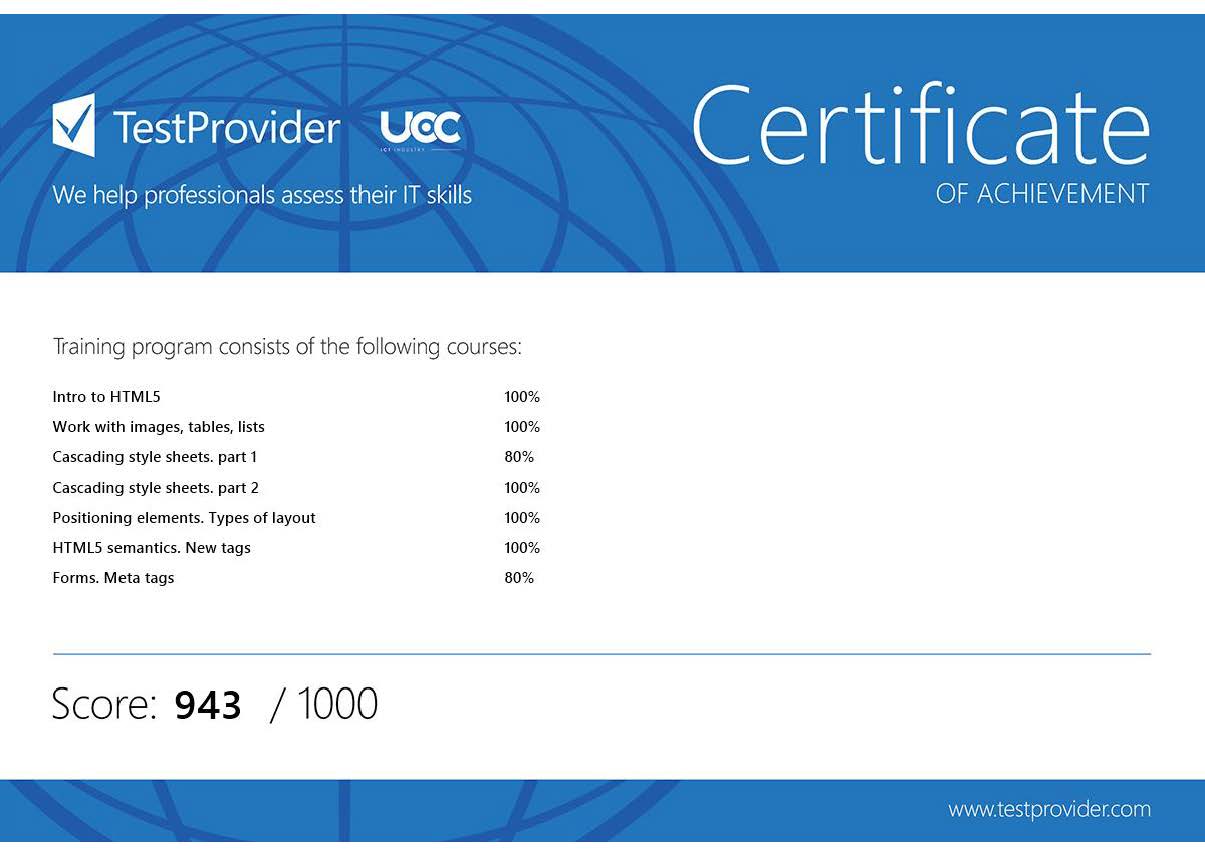 TestProvider
UCC
ICT INDUSTRY
We help professionals assess their IT skills
Certificate
OF ACHIEVEMENT
Training program consists of the following courses:
Intro to HTML5 100%
Work with images, tables, lists 100%
Cascading style sheets. part 1 80%
Cascading style sheets. part 2 100%
Positioning elements. Types of layout 100%
HTML5 semantics. New tags 100%
Forms. Meta tags 80%
Score: 943 / 1000
www.testprovider.com